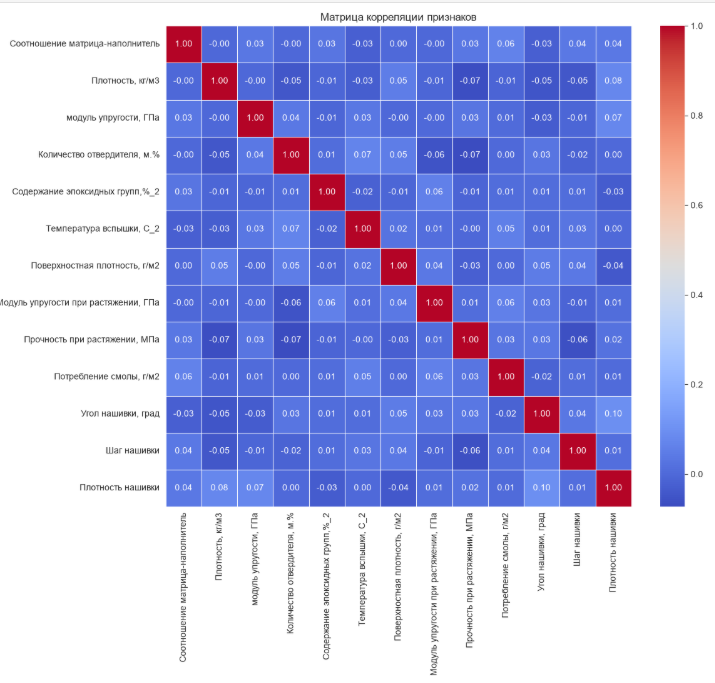 Матрица корреляции признаков
Соотношение матрица-наполнитель 1.00 -0.00 0.03 -0.00 0.03 -0.03 0.00 -0.00 0.03 0.06 -0.03 0.04 0.04
Плотность, кг/м3 -0.00 1.00 -0.00 -0.05 -0.01 -0.03 0.05 -0.01 -0.07 -0.01 -0.05 -0.05 0.08
модуль упругости, ГПа 0.03 -0.00 1.00 0.04 -0.01 0.03 -0.00 -0.00 0.03 0.01 -0.03 -0.01 0.07
Количество отвердителя, м.% -0.00 -0.05 0.04 1.00 0.01 0.07 0.05 -0.06 -0.07 0.00 0.03 -0.02 0.00
Содержание эпоксидных групп,%_2 0.03 -0.01 -0.01 0.01 1.00 -0.02 -0.01 0.06 -0.01 0.01 0.01 0.01 -0.03
Температура вспышки, С_2 -0.03 -0.03 0.03 0.07 -0.02 1.00 0.02 0.01 -0.00 0.05 0.01 0.03 0.00
Поверхностная плотность, г/м2 0.00 0.05 -0.00 0.05 -0.01 0.02 1.00 0.04 -0.03 0.00 0.05 0.04 -0.04
Модуль упругости при растяжении, ГПа -0.00 -0.01 -0.00 -0.06 0.06 0.01 0.04 1.00 0.01 0.06 0.03 -0.01 0.01
Прочность при растяжении, МПа 0.03 -0.07 0.03 -0.07 -0.01 -0.00 -0.03 0.01 1.00 0.03 0.03 -0.06 0.02
Потребление смолы, г/м2 0.06 -0.01 0.01 0.00 0.01 0.05 0.00 0.06 0.03 1.00 -0.02 0.01 0.01
Угол нашивки, град -0.03 -0.05 -0.03 0.03 0.01 0.01 0.05 0.03 0.03 -0.02 1.00 0.04 0.10
Шаг нашивки 0.04 -0.05 -0.01 -0.02 0.01 0.03 0.04 -0.01 -0.06 0.01 0.04 1.00 0.01
Плотность нашивки 0.04 0.08 0.07 0.00 -0.03 0.00 -0.04 0.01 0.02 0.01 0.10 0.01 1.00
Соотношение матрица-наполнитель
Плотность, кг/м3
модуль упругости, ГПа
Количество отвердителя, м.%
Содержание эпоксидных групп,%_2
Температура вспышки, С_2
Поверхностная плотность, г/м2
Модуль упругости при растяжении, ГПа
Прочность при растяжении, МПа
Потребление смолы, г/м2
Угол нашивки, град
Шаг нашивки
Плотность нашивки
1.0
0.8
0.6
0.4
0.2
0.0